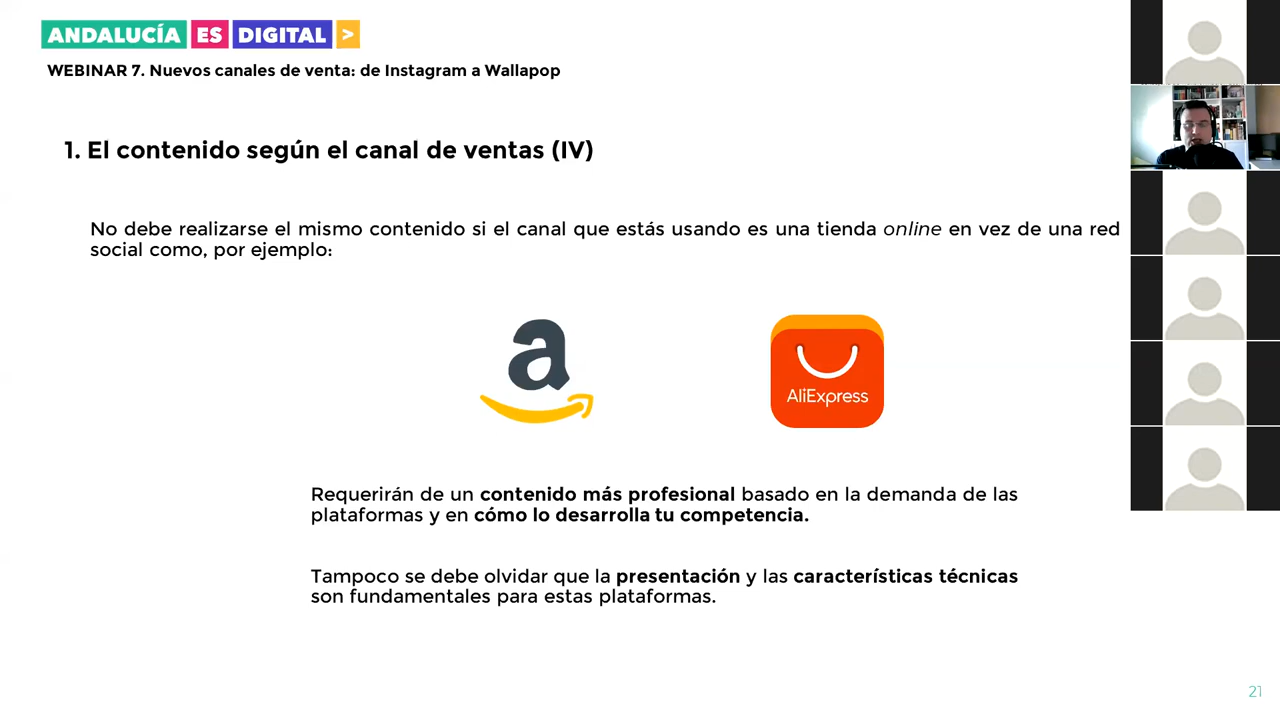 ANDALUCÍA ES DIGITAL >
WEBINAR 7. Nuevos canales de venta: de Instagram a Wallapop
1. El contenido según el canal de ventas (IV)
No debe realizarse el mismo contenido si el canal que estás usando es una tienda online en vez de una red
social como, por ejemplo:
a
AliExpress
Requerirán de un contenido más profesional basado en la demanda de las
plataformas y en cómo lo desarrolla tu competencia.
Tampoco se debe olvidar que la presentación y las características técnicas
son fundamentales para estas plataformas.
21